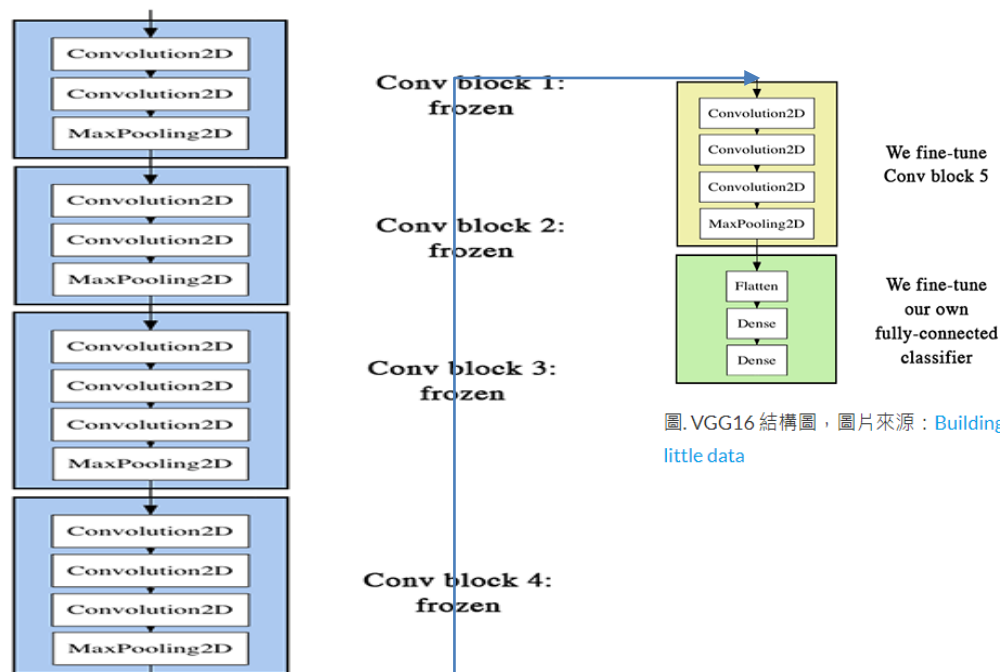 Convolution2D
Convolution2D
MaxPooling2D
Conv block 1:
frozen
Convolution2D
Convolution2D
MaxPooling2D
Conv block 2:
frozen
Convolution2D
Convolution2D
Convolution2D
MaxPooling2D
Conv block 3:
frozen
Convolution2D
Convolution2D
Convolution2D
MaxPooling2D
Conv block 4:
frozen
Convolution2D
Convolution2D
Convolution2D
MaxPooling2D
We fine-tune
Conv block 5
Flatten
Dense
Dense
We fine-tune
our own
fully-connected
classifier
圖. VGG16 結構圖，圖片來源：Building
little data